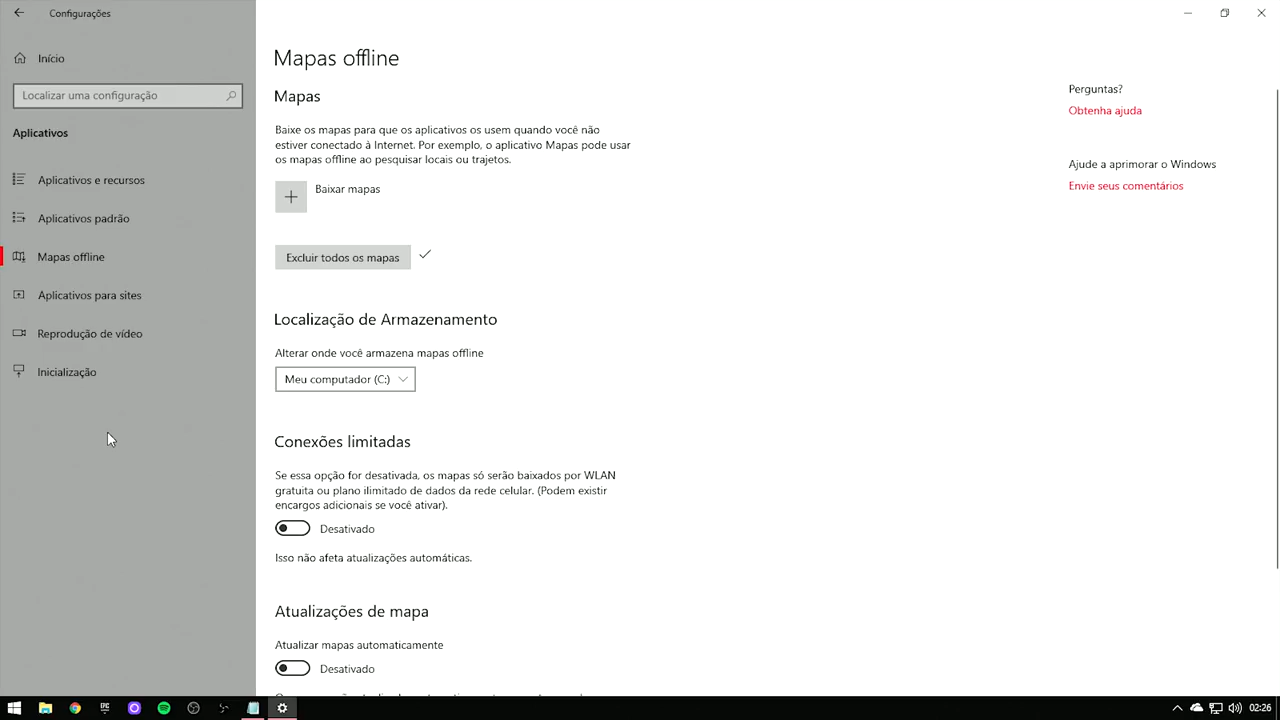 Configurações
Início
Localizar uma configuração
Aplicativos
Aplicativos e recursos
Aplicativos padrão
Mapas offline
Aplicativos para sites
Reprodução de vídeo
Inicialização
Mapas offline
Mapas
Baixe os mapas para que os aplicativos os usem quando você não
estiver conectado à Internet. Por exemplo, o aplicativo Mapas pode usar
os mapas offline ao pesquisar locais ou trajetos.
Baixar mapas
Excluir todos os mapas
Localização de Armazenamento
Alterar onde você armazena mapas offline
Meu computador (C:)
Conexões limitadas
Se essa opção for desativada, os mapas só serão baixados por WLAN
gratuita ou plano ilimitado de dados da rede celular. (Podem existir
encargos adicionais se você ativar).
Desativado
Isso não afeta atualizações automáticas.
Atualizações de mapa
Atualizar mapas automaticamente
Desativado
Perguntas?
Obtenha ajuda
Ajude a aprimorar o Windows
Envie seus comentários
02:26